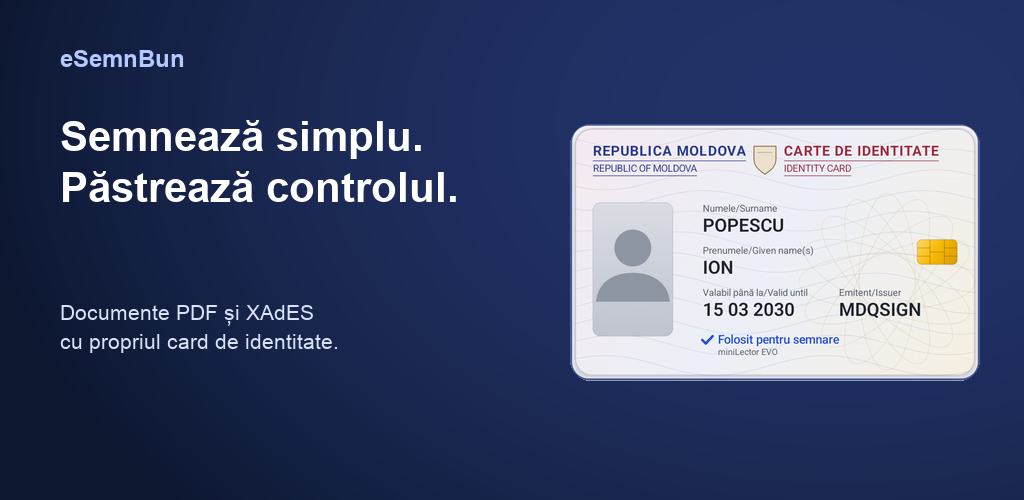 eSemnBun
Semnează simplu.
Păstrează controlul.
Documente PDF și XAdES
cu propriul card de identitate.
REPUBLICA MOLDOVA
REPUBLIC OF MOLDOVA
CARTE DE IDENTITATE
IDENTITY CARD
Numele/Surname
POPESCU
Prenumele/Given name(s)
ION
Valabil până la/Valid until
15 03 2030
Emitent/Issuer
MDQSIGN
Folosit pentru semnare
miniLector EVO